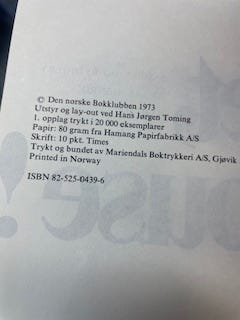 © Den norske Bokklubben 1973
Utstyr og lay-out ved Hans Jørgen Toming
1. opplag trykt i 20 000 eksemplarer
Papir: 80 gram fra Hamang Papirfabrikk A/S
Skrift: 10 pkt. Times
Trykt og bundet av Mariendals Boktrykkeri A/S, Gjøvik
Printed in Norway
ISBN 82-525-0439-6